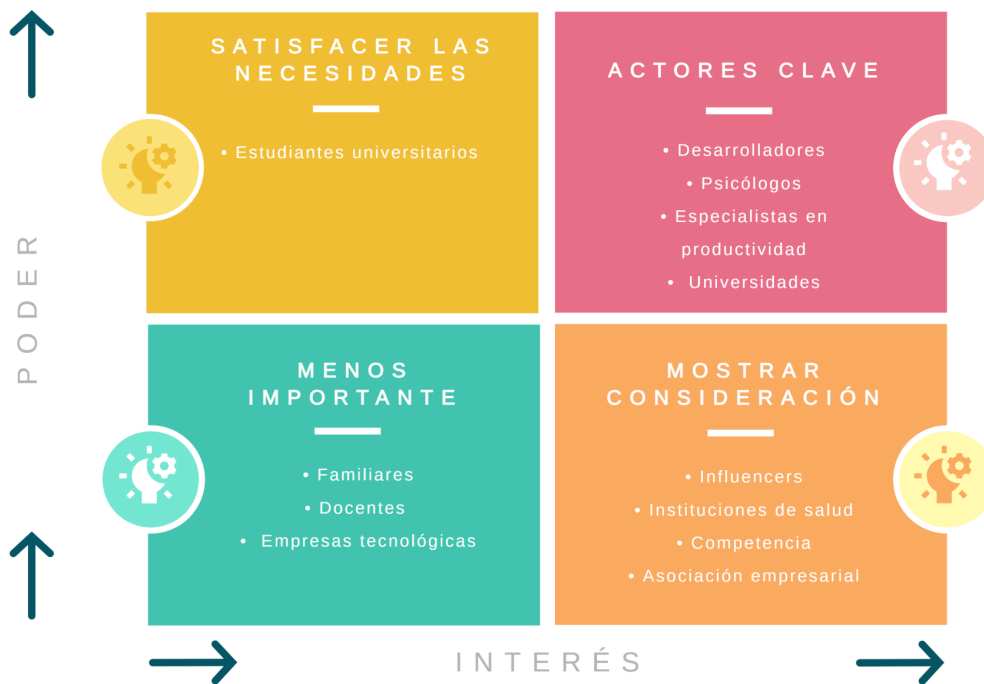 SATISFACER LAS
NECESIDADES
• Estudiantes universitarios
ACTORES CLAVE
• Desarrolladores
• Psicólogos
• Especialistas en
productividad
• Universidades
PODER
MENOS
IMPORTANTE
• Familiares
• Docentes
• Empresas tecnológicas
MOSTRAR
CONSIDERACIÓN
• Influencers
• Instituciones de salud
• Competencia
• Asociación empresarial
INTERÉS